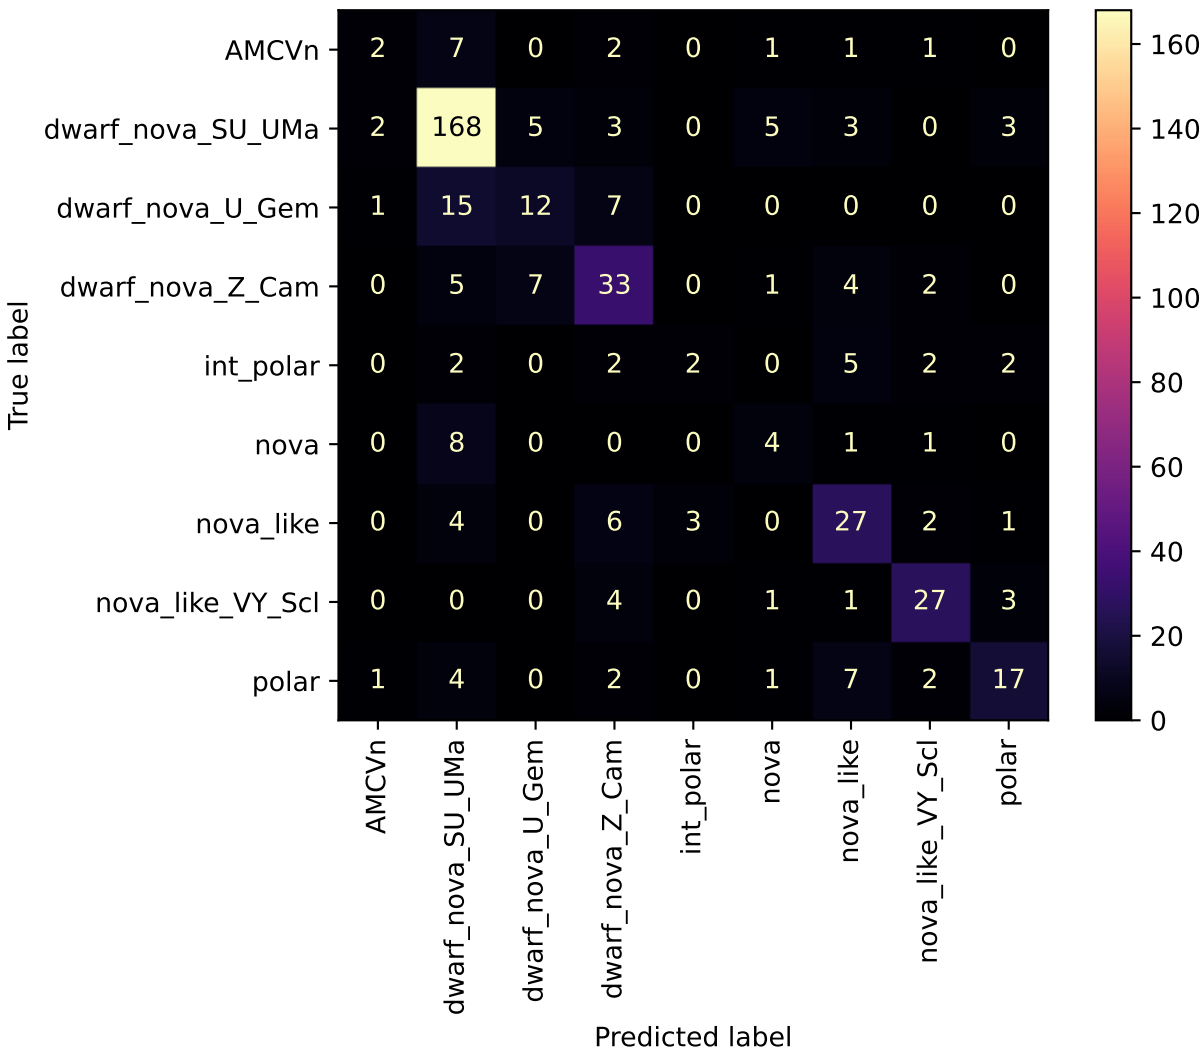 AMCVn 2 7 0 2 0 1 1 1 0
dwarf_nova_SU_UMa 2 168 5 3 0 5 3 0 3
dwarf_nova_U_Gem 1 15 12 7 0 0 0 0 0
dwarf_nova_Z_Cam 0 5 7 33 0 1 4 2 0
int_polar 0 2 0 2 2 0 5 2 2
nova 0 8 0 0 0 4 1 1 0
nova_like 0 4 0 6 3 0 27 2 1
nova_like_VY_Scl 0 0 0 4 0 1 1 27 3
polar 1 4 0 2 0 1 7 2 17
True label
AMCVn
dwarf_nova_SU_UMa
dwarf_nova_U_Gem
dwarf_nova_Z_Cam
int_polar
nova
nova_like
nova_like_VY_Scl
polar
Predicted label
160
140
120
100
80
60
40
20
0